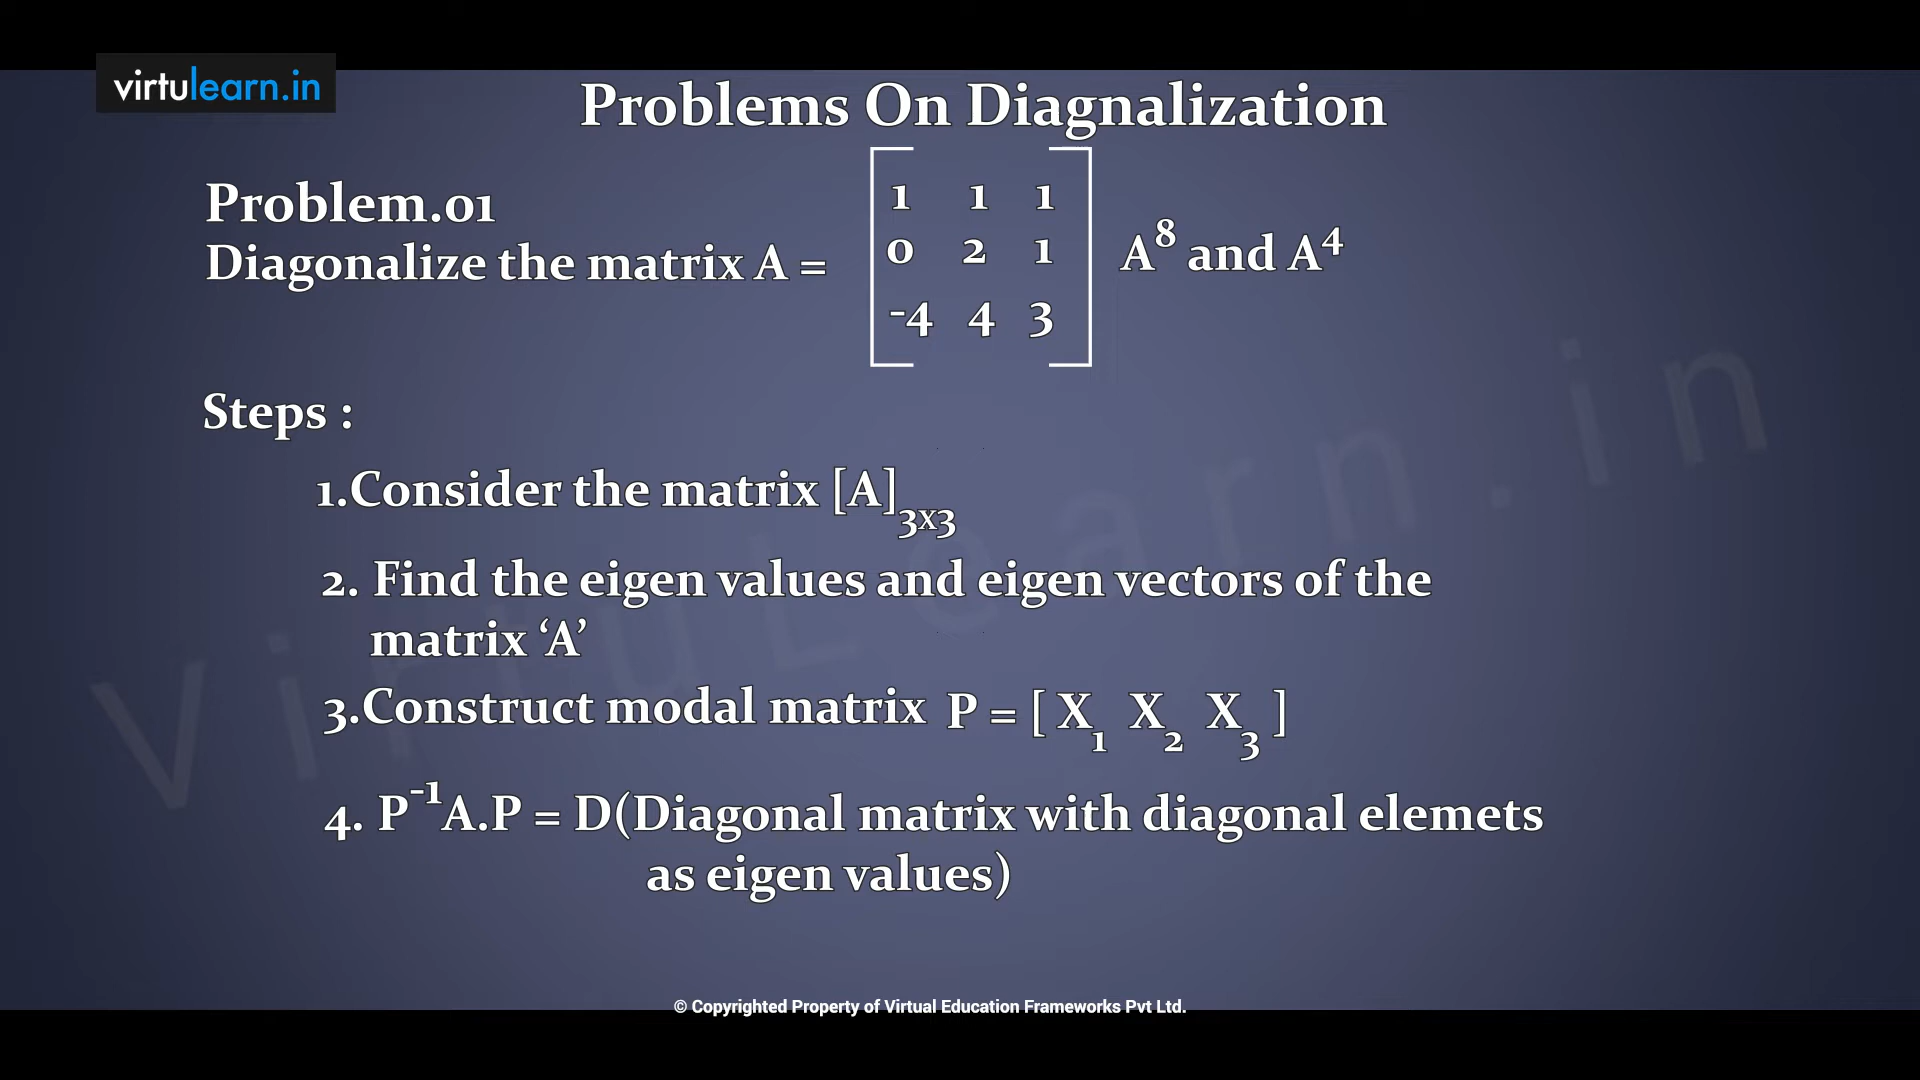 virtulearn.in
Problems On Diagnalization
Problem.01
Diagonalize the matrix A =
1 1 1
0 2 1
-4 4 3
A⁸ and A⁴
Steps :
1.Consider the matrix [A]₃ₓ₃
2. Find the eigen values and eigen vectors of the
matrix ‘A’
3.Construct modal matrix P = [ X₁ X₂ X₃ ]
4. P⁻¹A.P = D(Diagonal matrix with diagonal elemets
as eigen values)
VirtuLearn.in
© Copyrighted Property of Virtual Education Frameworks Pvt Ltd.